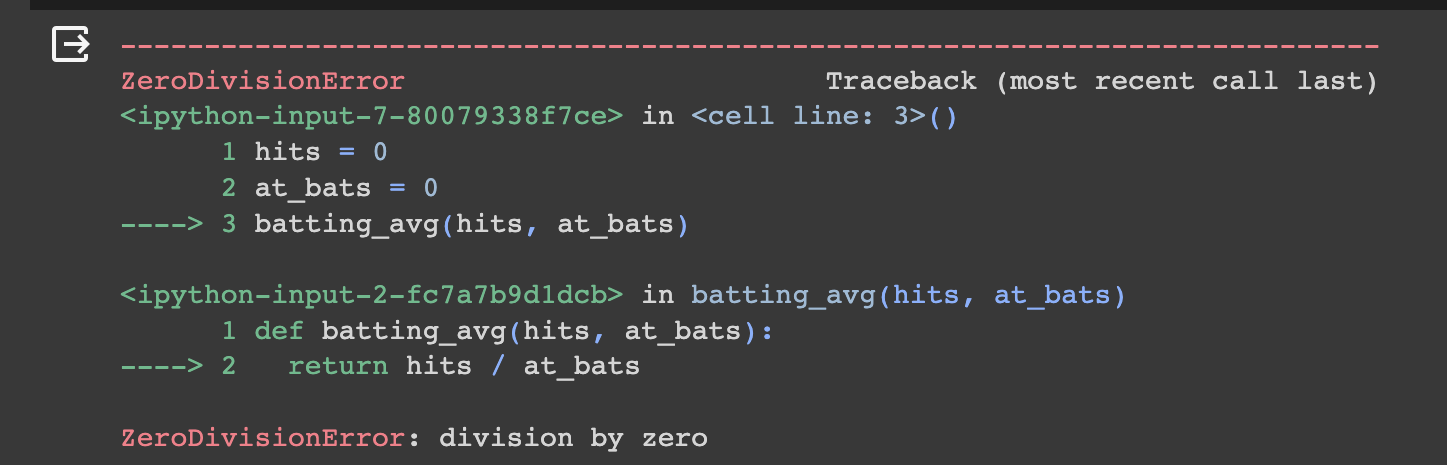 ---------------------------------------------------------------------------
ZeroDivisionError                         Traceback (most recent call last)
<ipython-input-7-80079338f7ce> in <cell line: 3>()
      1 hits = 0
      2 at_bats = 0
----> 3 batting_avg(hits, at_bats)

<ipython-input-2-fc7a7b9d1dcb> in batting_avg(hits, at_bats)
      1 def batting_avg(hits, at_bats):
----> 2   return hits / at_bats

ZeroDivisionError: division by zero